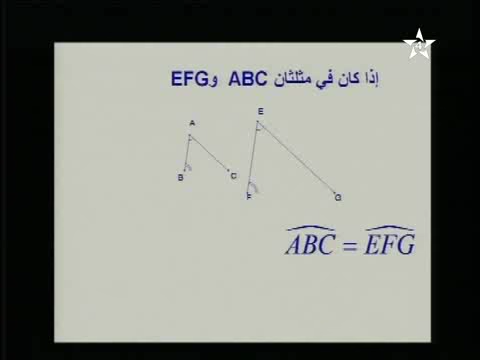 إذا كان في مثلثان ABC وEFG
E
A
B
C
F
G
ABC = EFG